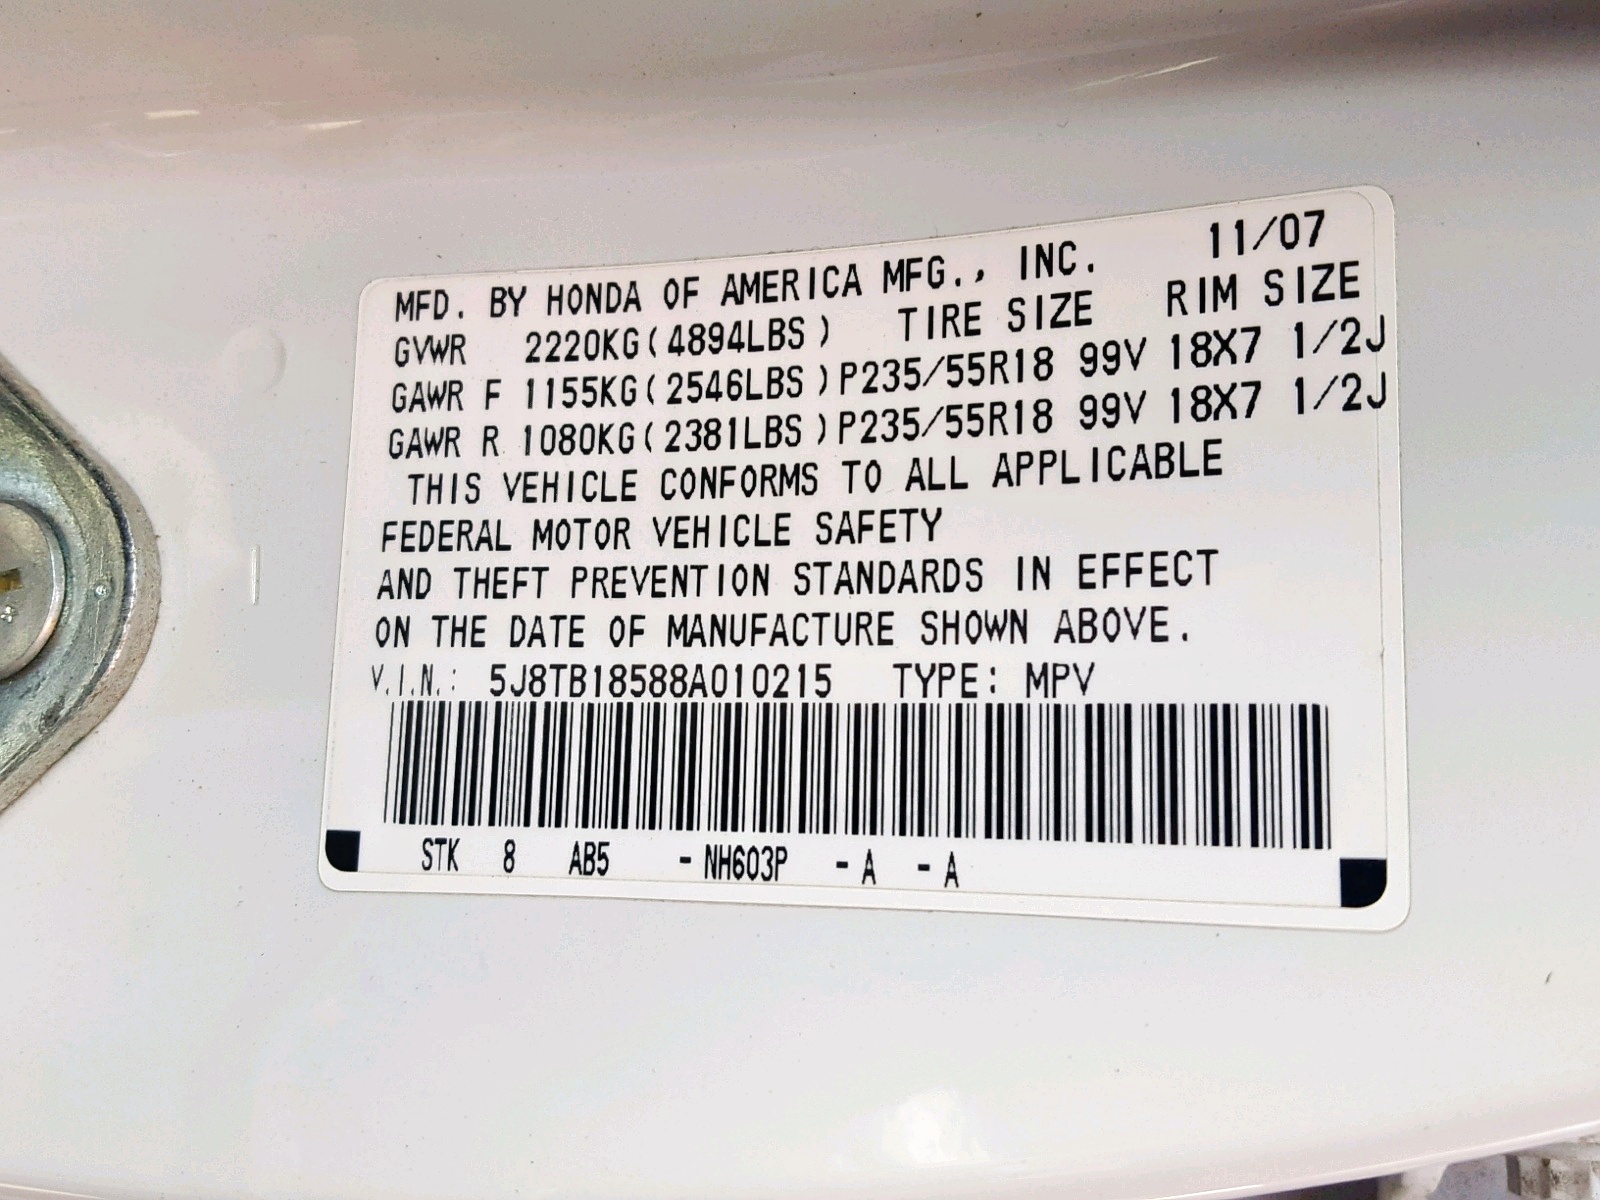 MFD. BY HONDA OF AMERICA MFG., INC. 11/07
GVWR 2220KG(4894LBS) TIRE SIZE RIM SIZE
GAWR F 1155KG(2546LBS)P235/55R18 99V 18X7 1/2J
GAWR R 1080KG(2381LBS)P235/55R18 99V 18X7 1/2J
THIS VEHICLE CONFORMS TO ALL APPLICABLE
FEDERAL MOTOR VEHICLE SAFETY
AND THEFT PREVENTION STANDARDS IN EFFECT
ON THE DATE OF MANUFACTURE SHOWN ABOVE.
V.I.N.: 5J8TB18588A010215 TYPE: MPV
STK 8 AB5 -NH603P -A -A